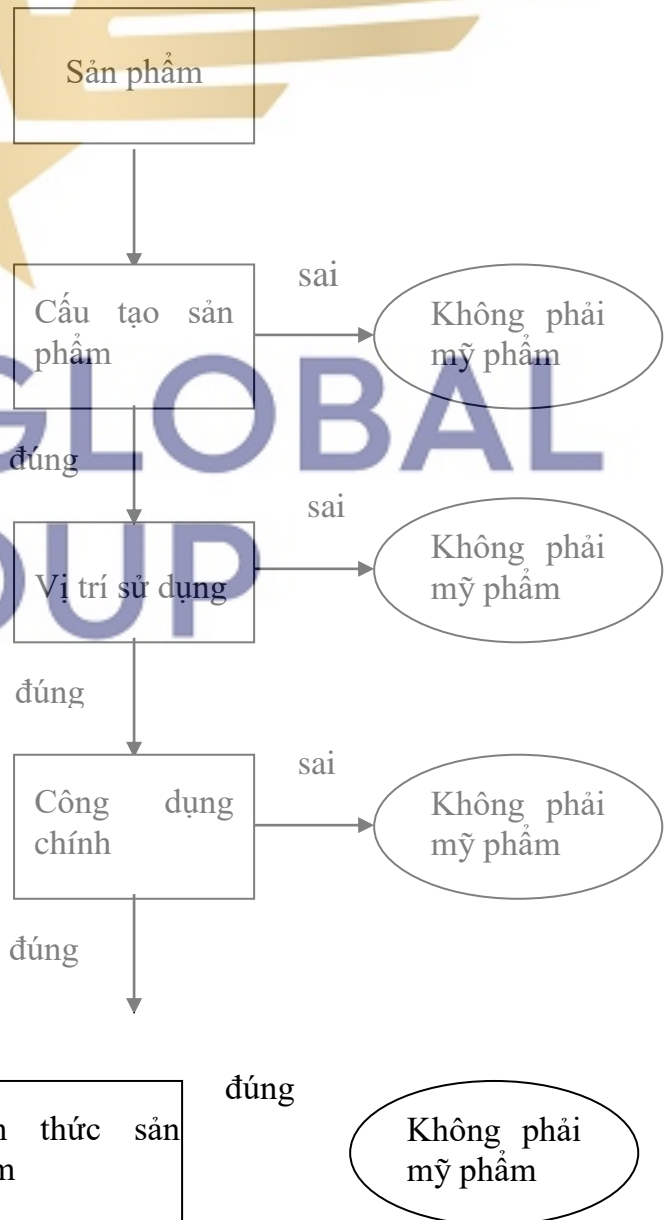 Sản phẩm
sai
Cấu tạo sản
phẩm
Không phải
mỹ phẩm
GLOBAL
đúng
sai
Vị trí sử dụng
Không phải
mỹ phẩm
OUP
đúng
sai
Công dụng
chính
Không phải
mỹ phẩm
đúng
đúng
thức sản
Không phải
mỹ phẩm